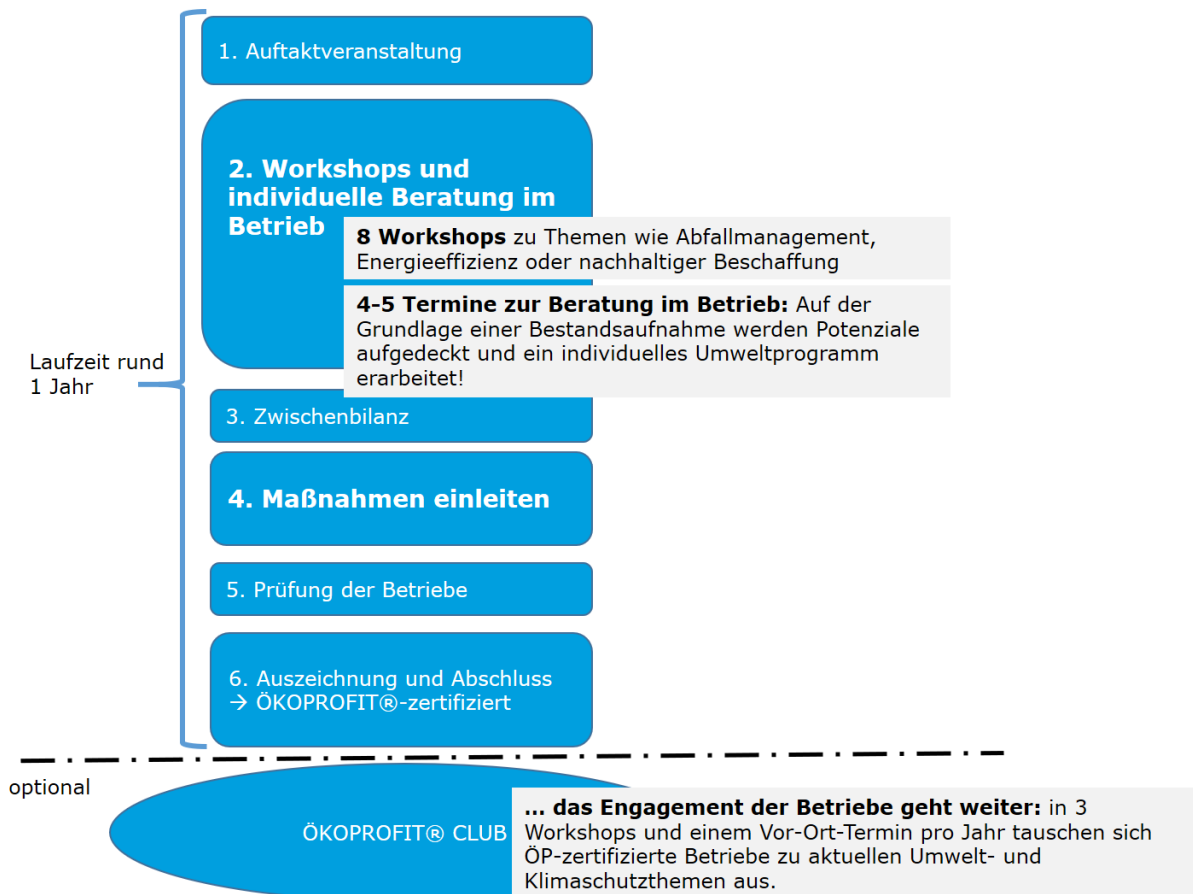 1. Auftaktveranstaltung
2. Workshops und
individuelle Beratung im
Betrieb
8 Workshops zu Themen wie Abfallmanagement,
Energieeffizienz oder nachhaltiger Beschaffung
4–5 Termine zur Beratung im Betrieb: Auf der
Grundlage einer Bestandsaufnahme werden Potenziale
aufgedeckt und ein individuelles Umweltprogramm
erarbeitet!
Laufzeit rund
1 Jahr
3. Zwischenbilanz
4. Maßnahmen einleiten
5. Prüfung der Betriebe
6. Auszeichnung und Abschluss
→ ÖKOPROFIT®-zertifiziert
optional
ÖKOPROFIT® CLUB
... das Engagement der Betriebe geht weiter: in 3
Workshops und einem Vor-Ort-Termin pro Jahr tauschen sich
ÖP-zertifizierte Betriebe zu aktuellen Umwelt- und
Klimaschutzthemen aus.